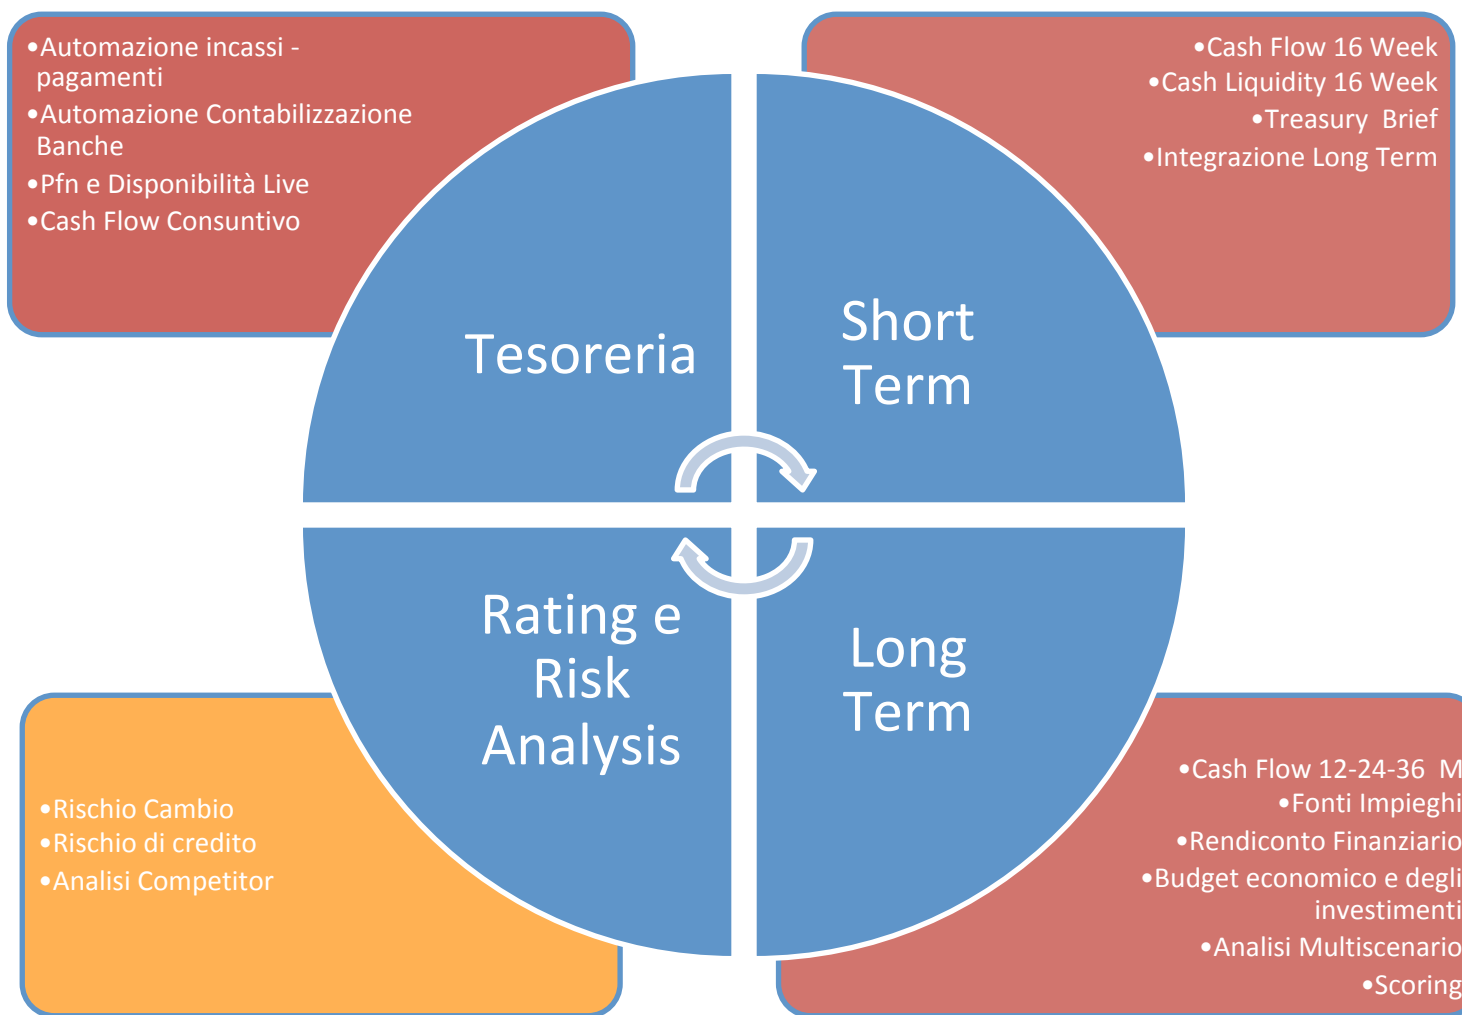 •Automazione incassi -
pagamenti
•Automazione Contabilizzazione
Banche
•Pfn e Disponibilità Live
•Cash Flow Consuntivo
•Cash Flow 16 Week
•Cash Liquidity 16 Week
•Treasury Brief
•Integrazione Long Term
Tesoreria
Short
Term
Rating e
Risk
Analysis
Long
Term
•Rischio Cambio
•Rischio di credito
•Analisi Competitor
•Cash Flow 12-24-36 M
•Fonti Impieghi
•Rendiconto Finanziario
•Budget economico e degli
investimenti
•Analisi Multiscenario
•Scoring